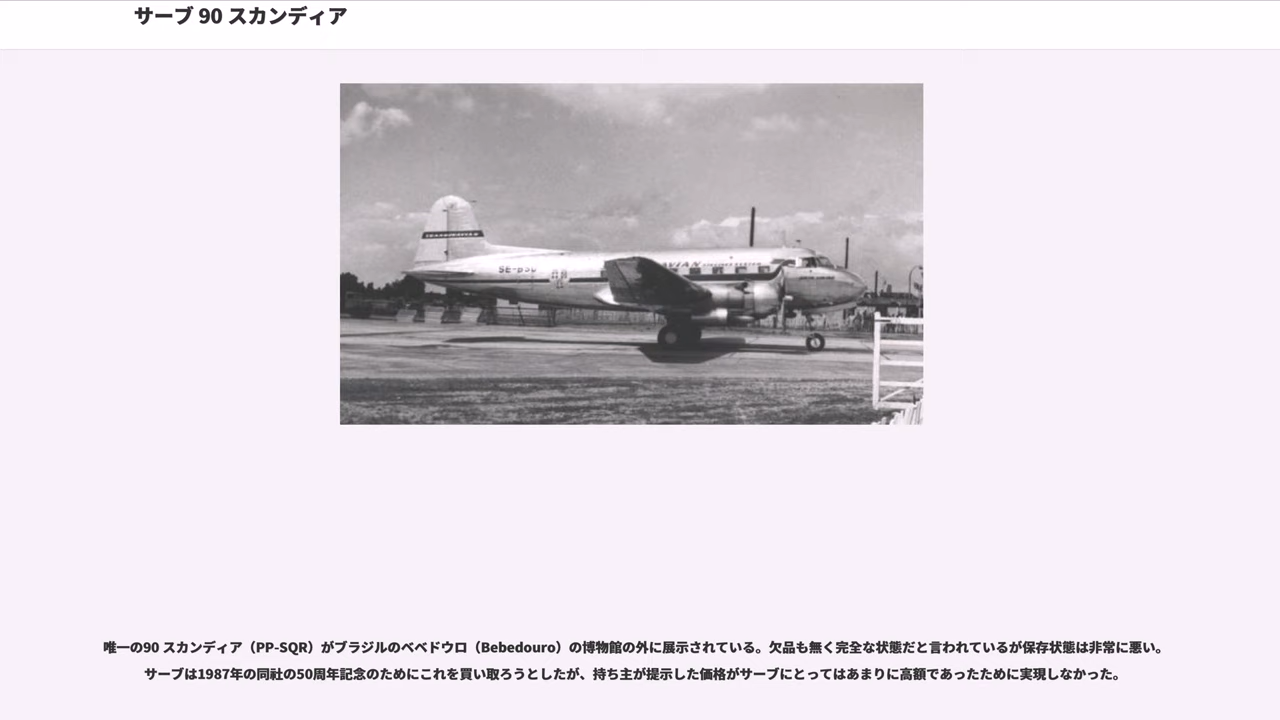 サーブ 90 スカンディア
SE-BSD
唯一の90 スカンディア（PP-SQR）がブラジルのベベドウロ（Bebedouro）の博物館の外に展示されている。欠品も無く完全な状態だと言われているが保存状態は非常に悪い。
サーブは1987年の同社の50周年記念のためにこれを買い取ろうとしたが、持ち主が提示した価格がサーブにとってはあまりに高額であったために実現しなかった。